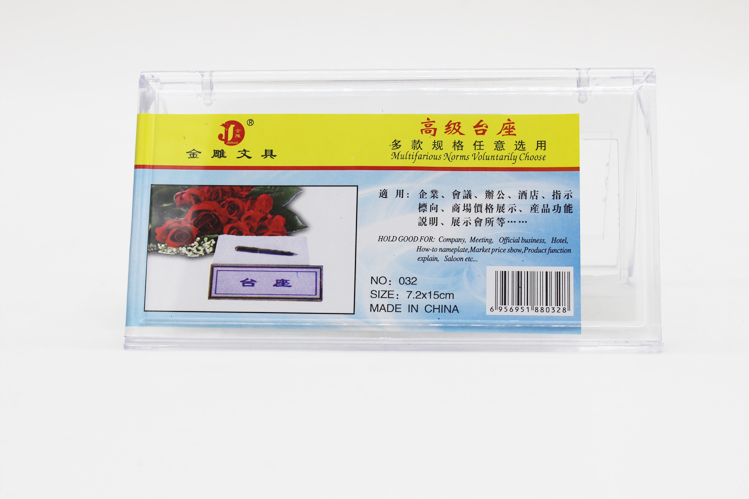 ®
金雕文具
高级台座
多款规格任意选用
Multifarious Norms Voluntarily Choose
適用：企業、會議、辦公、酒店、指示
標向、商場價格展示、産品功能
説明、展示會所等……
HOLD GOOD FOR: Company, Meeting, Official business, Hotel,
How-to nameplate,Market price show,Product function
explain, Saloon etc...
台座
NO：032
SIZE：7.2x15cm
MADE IN CHINA
6 956951 880328